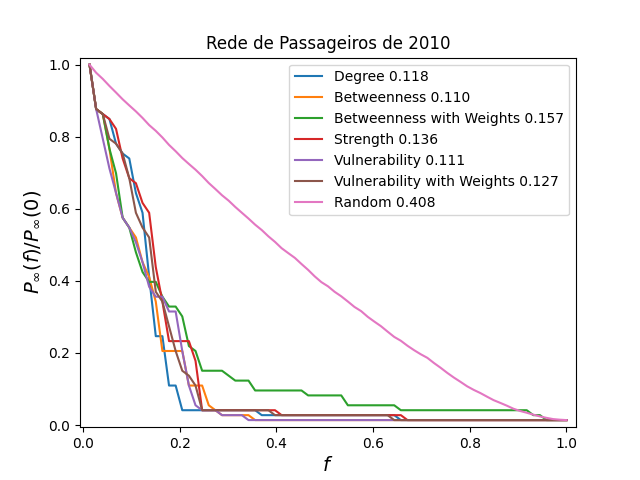 Rede de Passageiros de 2010
Degree 0.118
Betweenness 0.110
Betweenness with Weights 0.157
Strength 0.136
Vulnerability 0.111
Vulnerability with Weights 0.127
Random 0.408
P∞(f)/P∞(0)
1.0
0.8
0.6
0.4
0.2
0.0
0.0 0.2 0.4 0.6 0.8 1.0
f